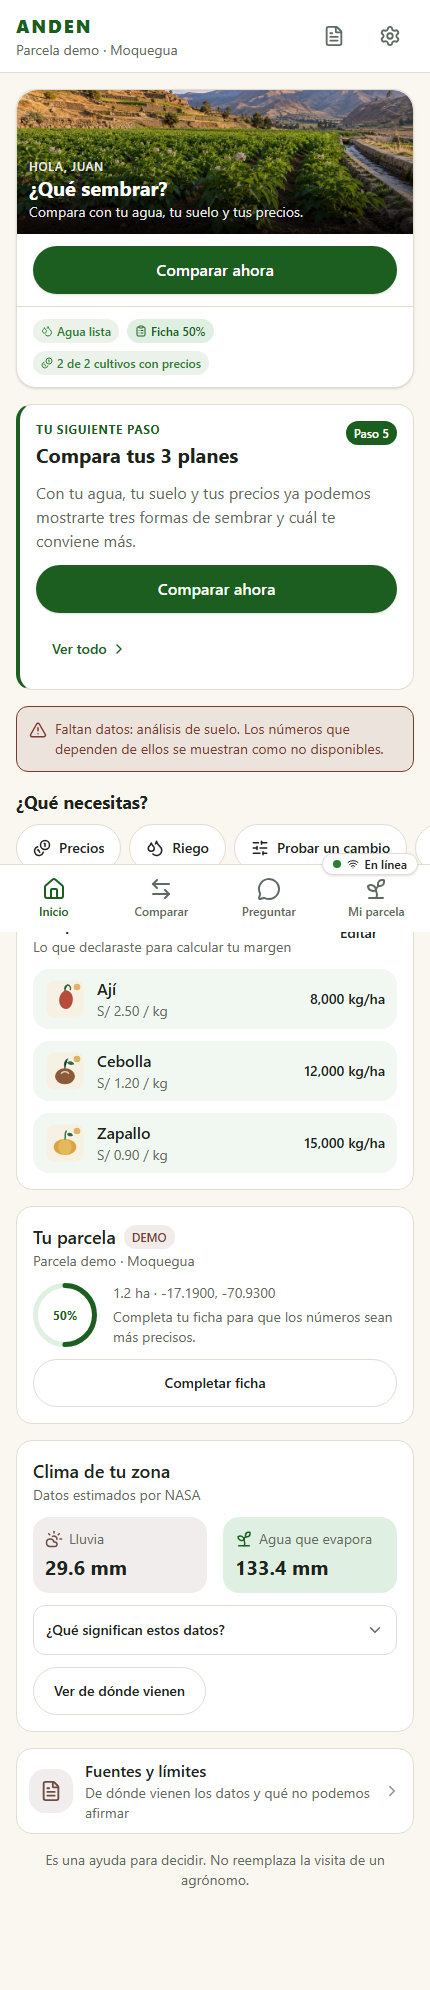 ANDEN
Parcela demo · Moquegua
HOLA, JUAN
¿Qué sembrar?
Compara con tu agua, tu suelo y tus precios.
Comparar ahora
Agua lista
Ficha 50%
2 de 2 cultivos con precios
TU SIGUIENTE PASO
Paso 5
Compara tus 3 planes
Con tu agua, tu suelo y tus precios ya podemos
mostrarte tres formas de sembrar y cuál te
conviene más.
Comparar ahora
Ver todo
Faltan datos: análisis de suelo. Los números que
dependen de ellos se muestran como no disponibles.
¿Qué necesitas?
Precios
Riego
Probar un cambio
En línea
Inicio
Comparar
Preguntar
Mi parcela
Editar
Lo que declaraste para calcular tu margen
Ají
8,000 kg/ha
S/ 2.50 / kg
Cebolla
12,000 kg/ha
S/ 1.20 / kg
Zapallo
15,000 kg/ha
S/ 0.90 / kg
Tu parcela
DEMO
Parcela demo · Moquegua
50%
1.2 ha · -17.1900, -70.9300
Completa tu ficha para que los números sean
más precisos.
Completar ficha
Clima de tu zona
Datos estimados por NASA
Lluvia
29.6 mm
Agua que evapora
133.4 mm
¿Qué significan estos datos?
Ver de dónde vienen
Fuentes y límites
De dónde vienen los datos y qué no podemos
afirmar
Es una ayuda para decidir. No reemplaza la visita de un
agrónomo.